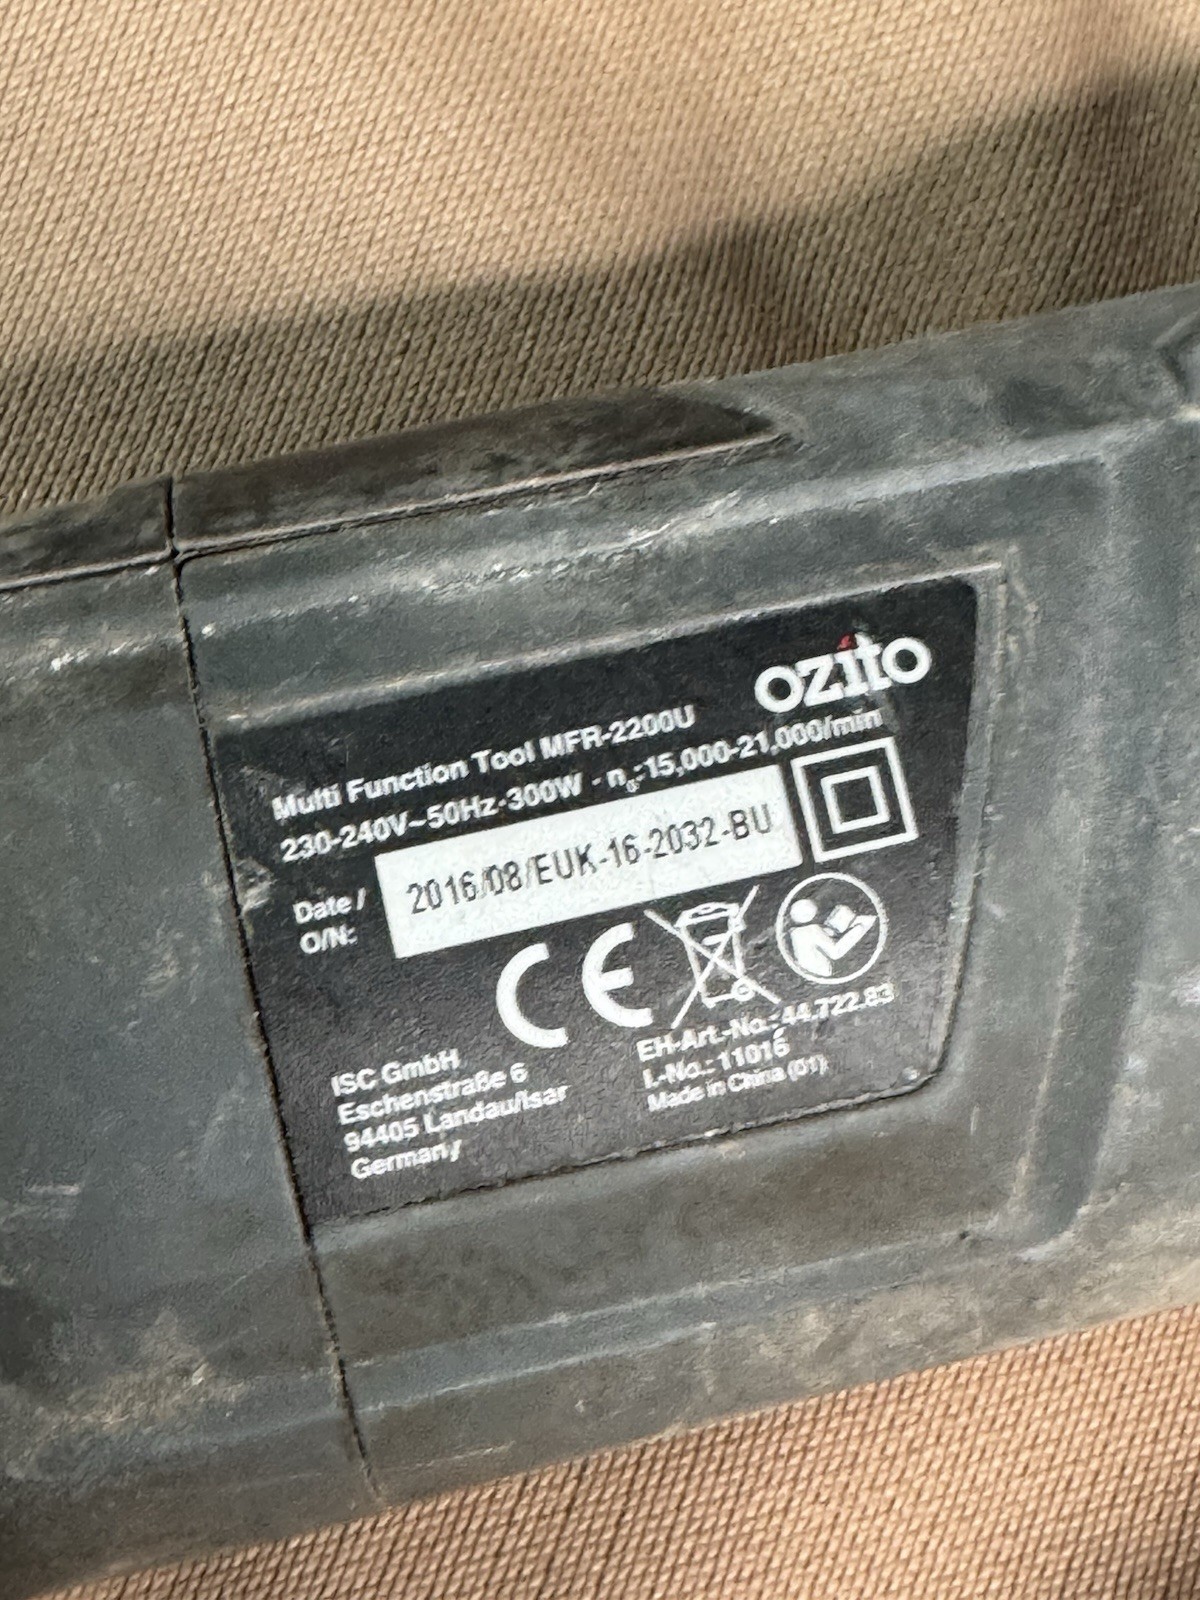 ozito
Multi Function Tool MFR-2200U
230-240V~50Hz·300W · n₀:15,000-21,000/min
Date /
O/N:
2016/08/EUK-16-2032-BU
CE
ISC GmbH
Eschenstraße 6
94405 Landau/Isar
Germany
EH-Art.-No.: 44.722.83
I.-No.: 11016
Made in China (01)